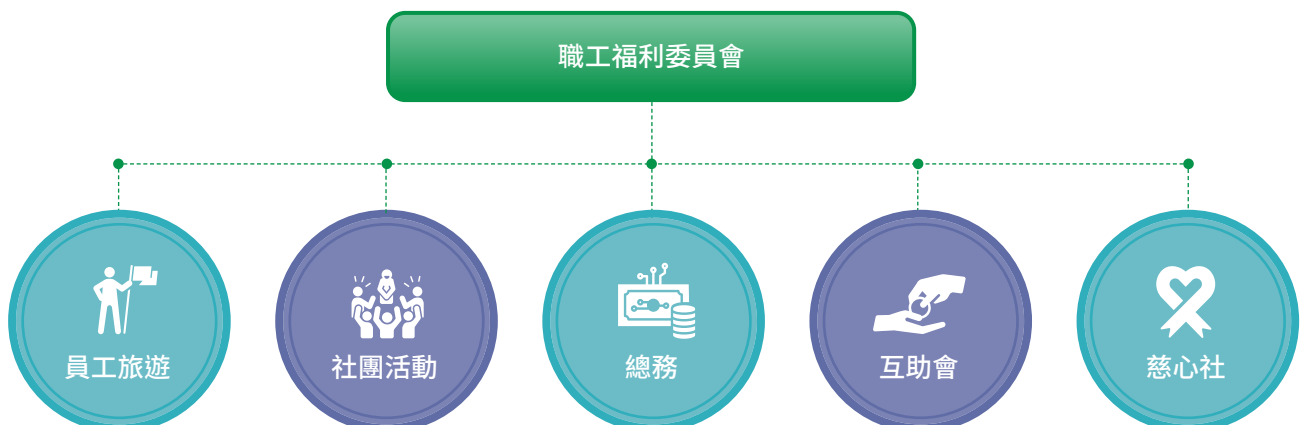 職工福利委員會
員工旅遊
社團活動
總務
互助會
慈心社